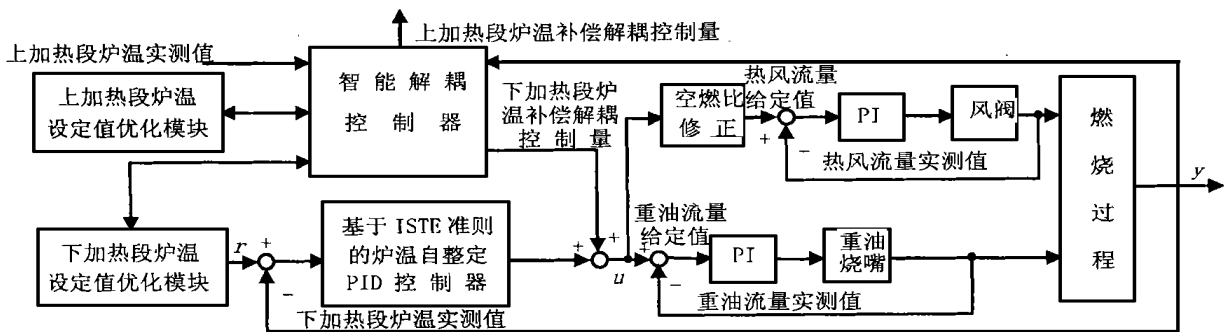 上加热段炉温补偿解耦控制量
上加热段炉温实测值
智能解耦
控制器
上加热段炉温
设定值优化模块
下加热段炉
温补偿解耦
控制量
空燃比
修正
热风流量
给定值
+
−
PI
风阀
热风流量实测值
燃
烧
过
程
y
下加热段炉温
设定值优化模块
r
+
−
基于 ISTE 准则
的炉温自整定
PID 控制器
+
+
u
重油流量
给定值
+
−
PI
重油
烧嘴
重油流量实测值
下加热段炉温实测值